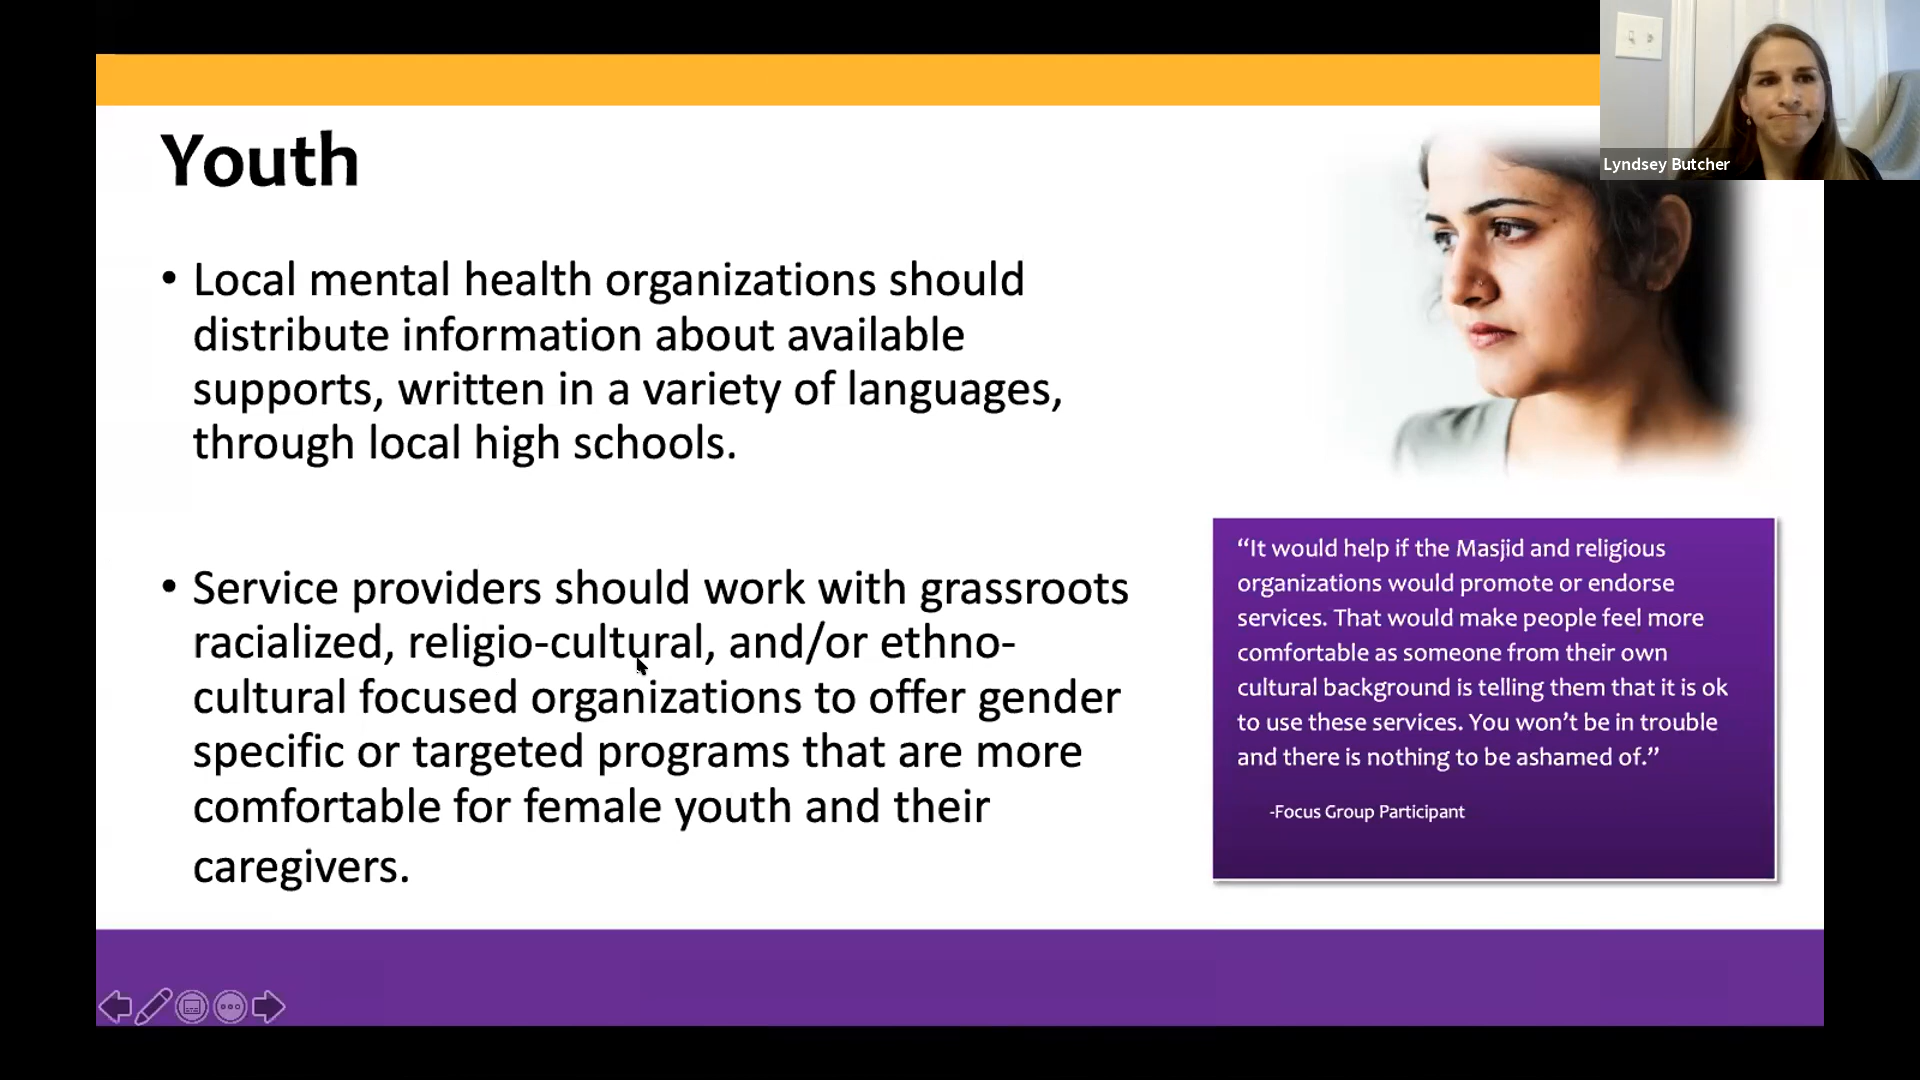 Youth
• Local mental health organizations should
distribute information about available
supports, written in a variety of languages,
through local high schools.
• Service providers should work with grassroots
racialized, religio-cultural, and/or ethno-
cultural focused organizations to offer gender
specific or targeted programs that are more
comfortable for female youth and their
caregivers.
Lyndsey Butcher
“It would help if the Masjid and religious
organizations would promote or endorse
services. That would make people feel more
comfortable as someone from their own
cultural background is telling them that it is ok
to use these services. You won’t be in trouble
and there is nothing to be ashamed of.”
-Focus Group Participant